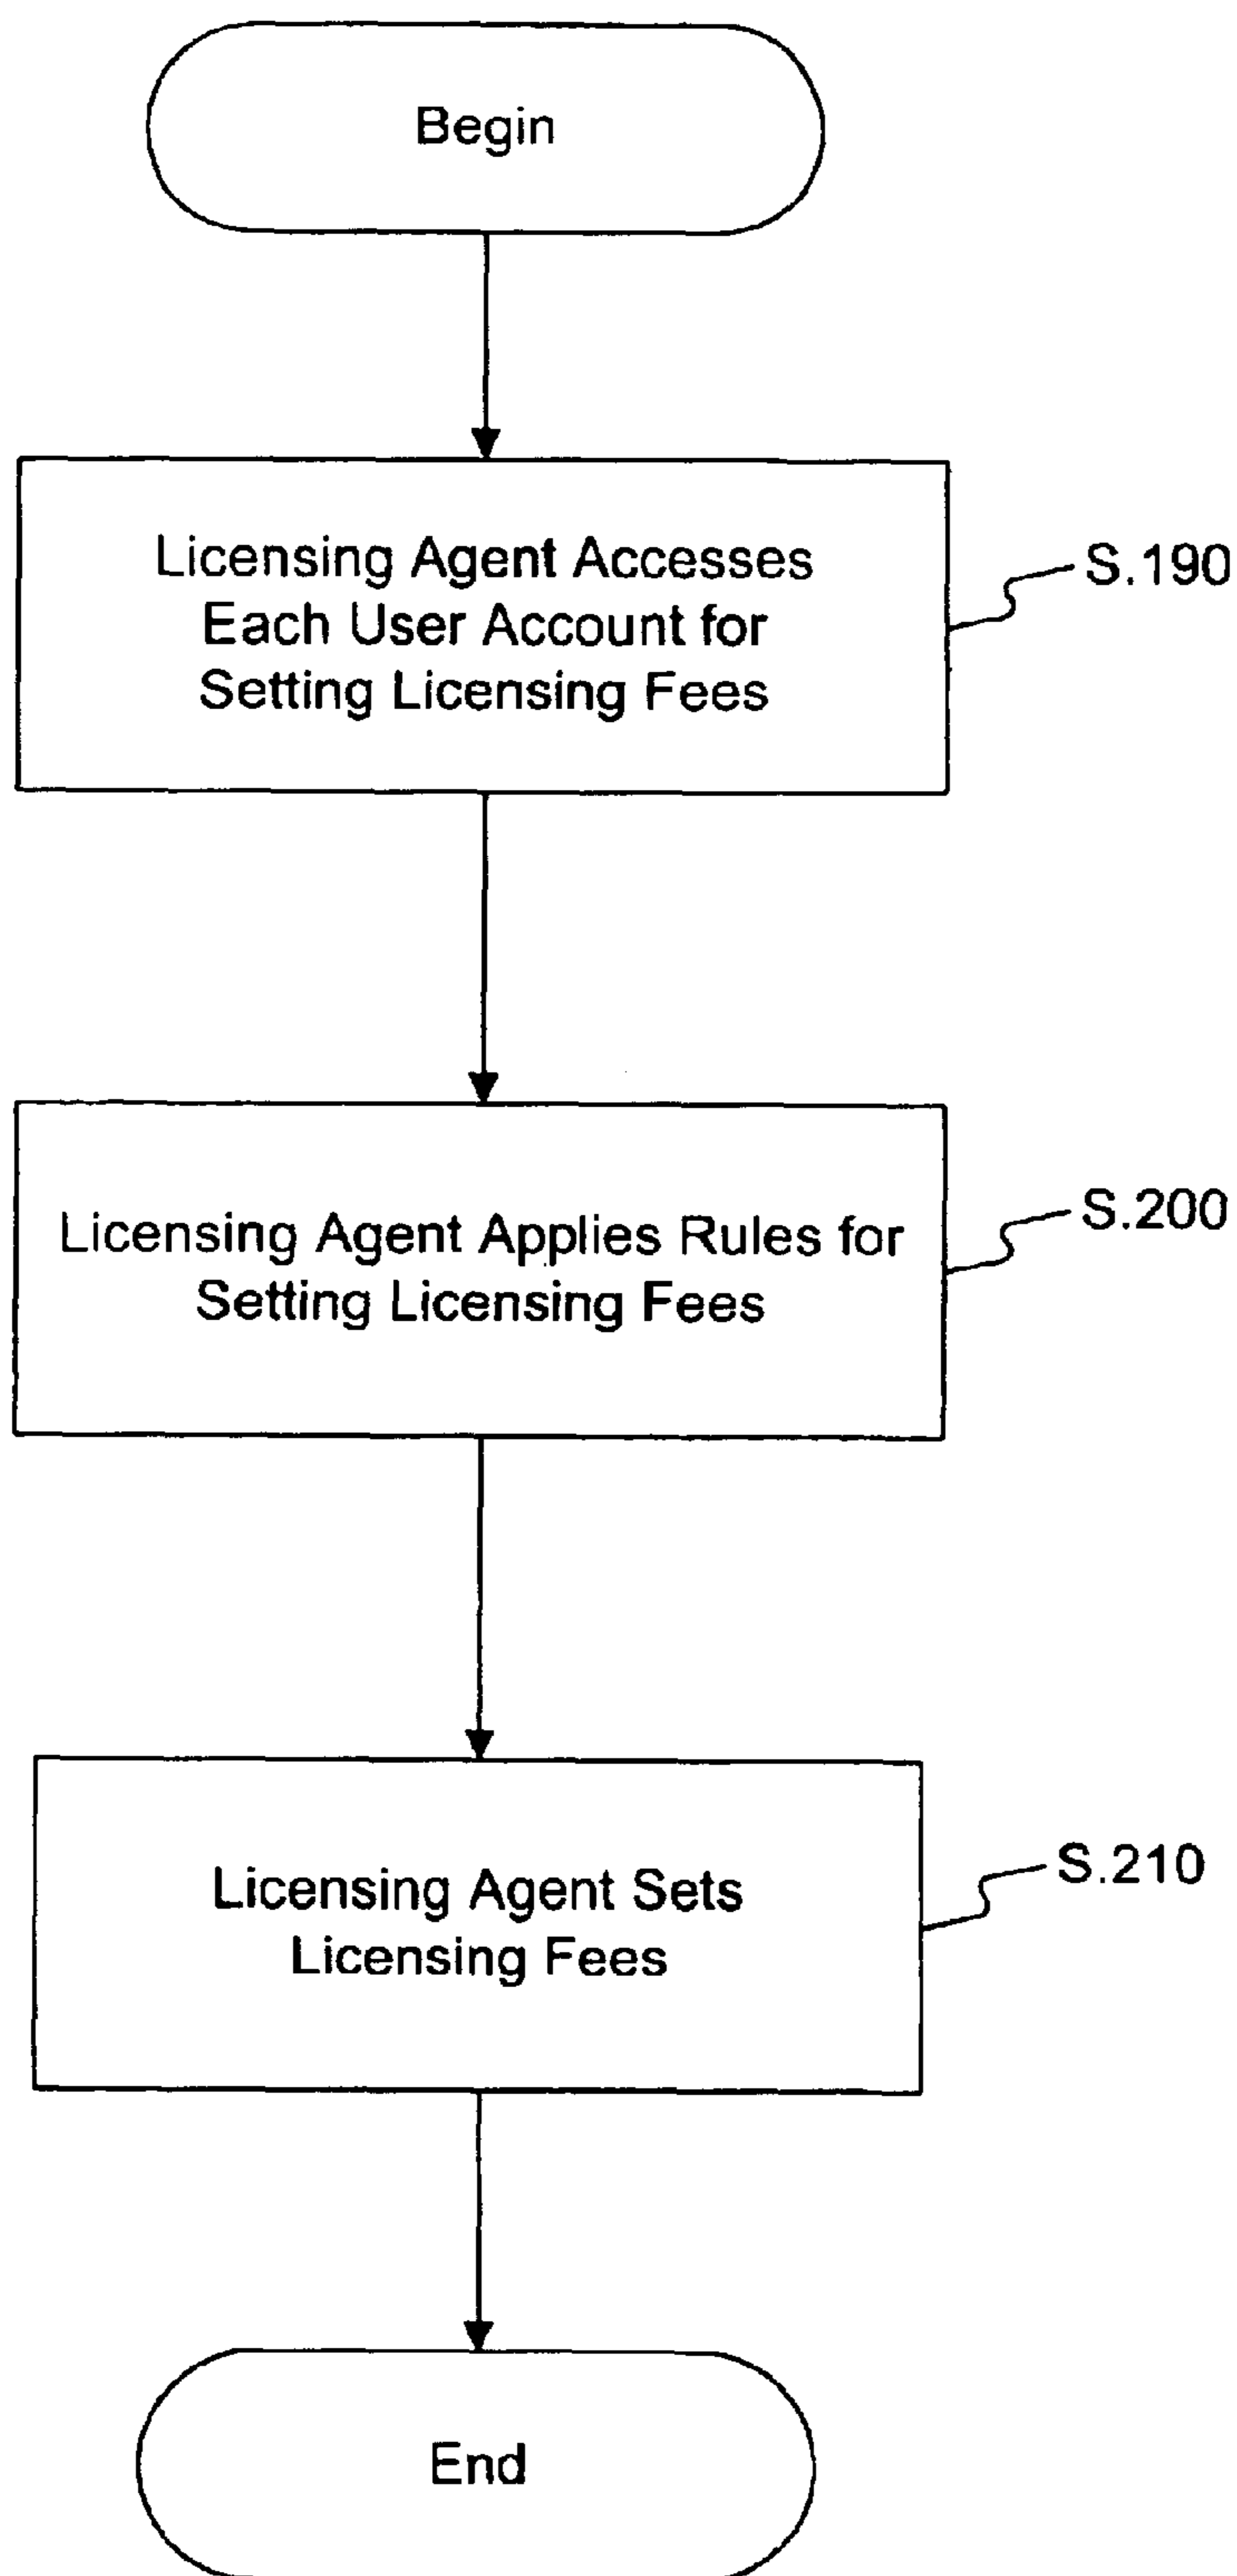 Begin
Licensing Agent Accesses
Each User Account for
Setting Licensing Fees
S.190
Licensing Agent Applies Rules for
Setting Licensing Fees
S.200
Licensing Agent Sets
Licensing Fees
S.210
End